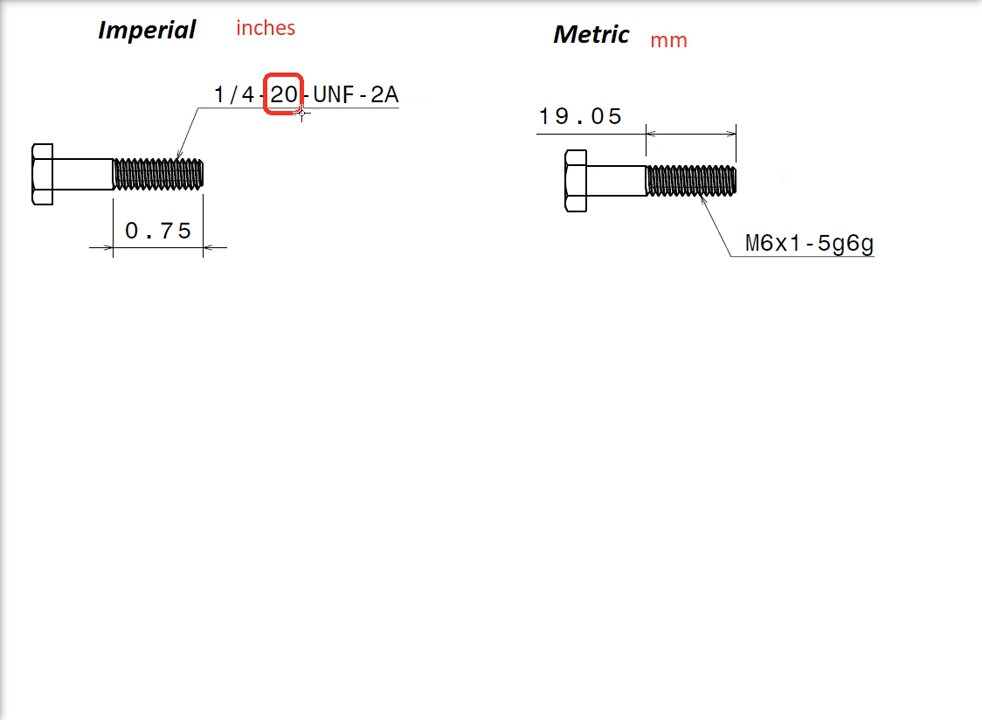 Imperial inches
1/4-20-UNF-2A
0.75
Metric mm
19.05
M6x1-5g6g